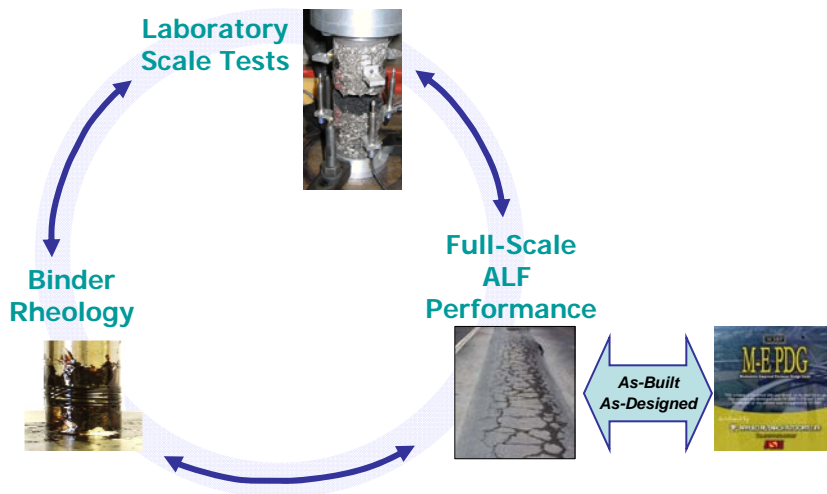 Laboratory
Scale Tests
Full-Scale
ALF
Performance
Binder
Rheology
As-Built
As-Designed
M-E PDG